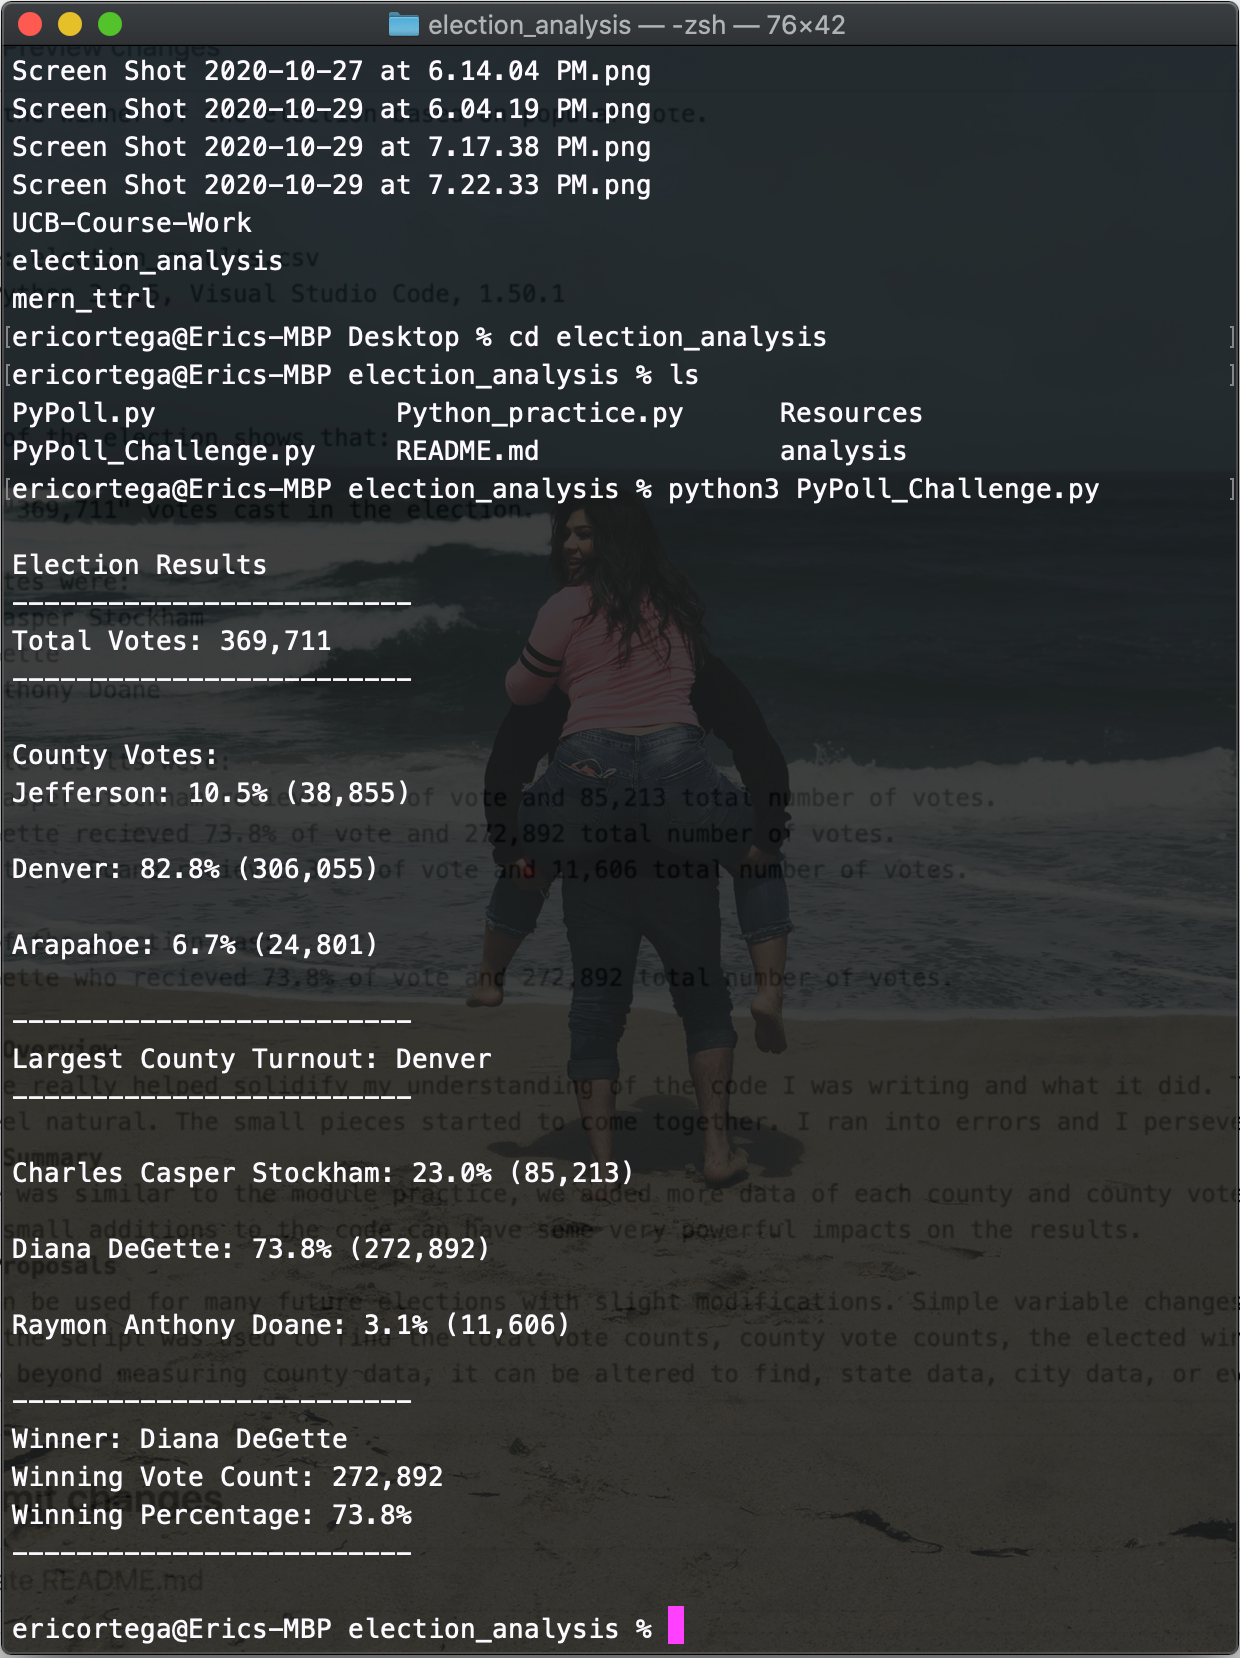 election_analysis — -zsh — 76×42
Screen Shot 2020-10-27 at 6.14.04 PM.png
Screen Shot 2020-10-29 at 6.04.19 PM.png
Screen Shot 2020-10-29 at 7.17.38 PM.png
Screen Shot 2020-10-29 at 7.22.33 PM.png
UCB-Course-Work
election_analysis
mern_ttrl
[ericortega@Erics-MBP Desktop % cd election_analysis ]
[ericortega@Erics-MBP election_analysis % ls ]
PyPoll.py Python_practice.py Resources
PyPoll_Challenge.py README.md analysis
[ericortega@Erics-MBP election_analysis % python3 PyPoll_Challenge.py ]
Election Results
-------------------------
Total Votes: 369,711
-------------------------
County Votes:
Jefferson: 10.5% (38,855)
Denver: 82.8% (306,055)
Arapahoe: 6.7% (24,801)
-------------------------
Largest County Turnout: Denver
-------------------------
Charles Casper Stockham: 23.0% (85,213)
Diana DeGette: 73.8% (272,892)
Raymon Anthony Doane: 3.1% (11,606)
-------------------------
Winner: Diana DeGette
Winning Vote Count: 272,892
Winning Percentage: 73.8%
-------------------------
ericortega@Erics-MBP election_analysis %